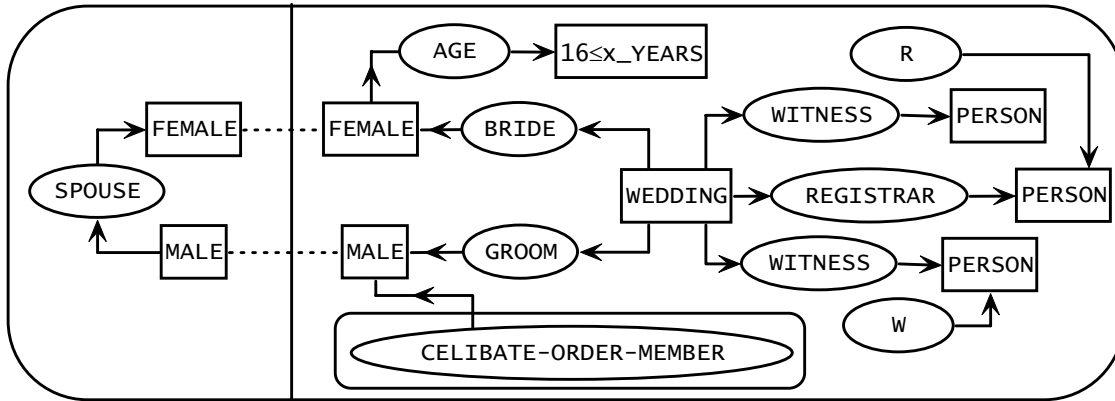 AGE
16≤x_YEARS
R
FEMALE
FEMALE
BRIDE
WITNESS
PERSON
SPOUSE
WEDDING
REGISTRAR
PERSON
MALE
MALE
GROOM
WITNESS
PERSON
W
CELIBATE-ORDER-MEMBER